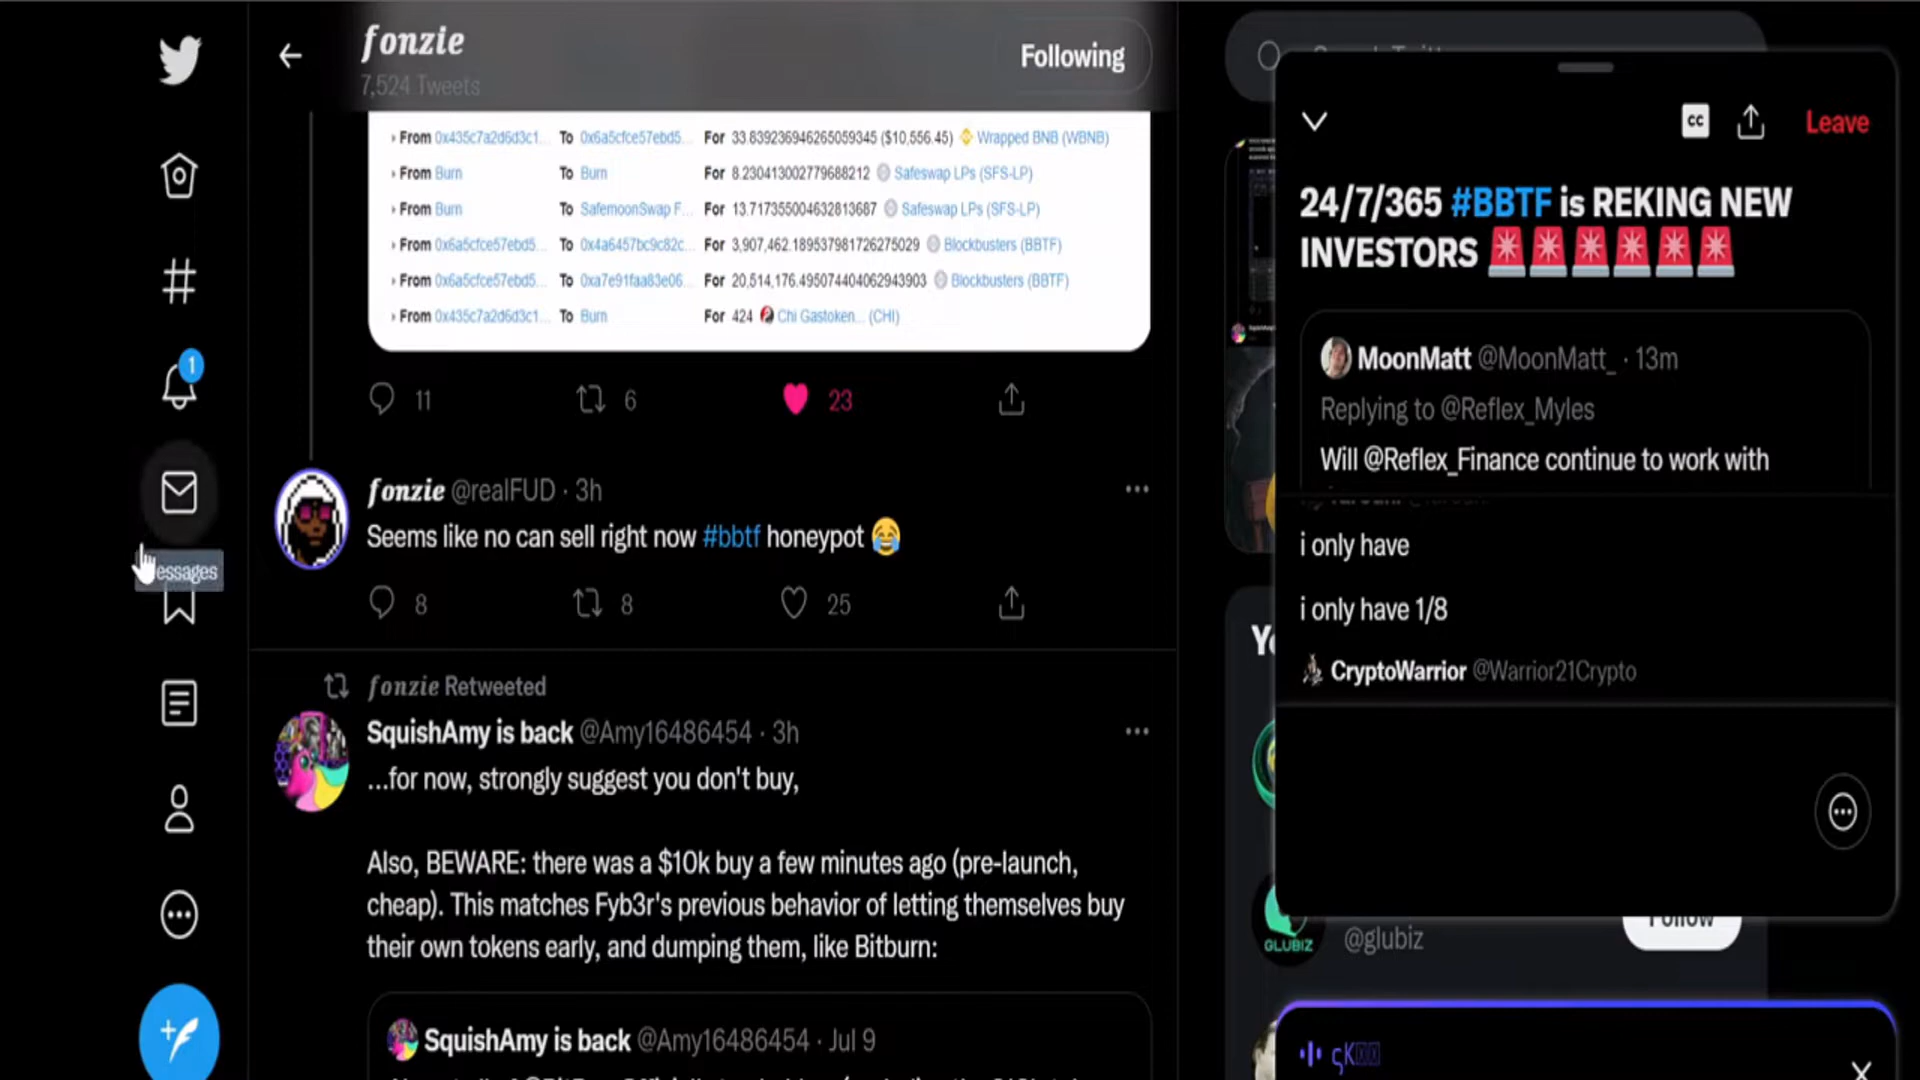 fonzie
7,524 Tweets
Following
From 0x435c7a2d6d3c1... To 0x6a5cfce57ebd5... For 33.839236946265059345 ($10,556.45) Wrapped BNB (WBNB)
From Burn To Burn For 8.230413002779688212 Safeswap LPs (SFS-LP)
From Burn To SafemoonSwap F... For 13.717355004632813687 Safeswap LPs (SFS-LP)
From 0x6a5cfce57ebd5... To 0x4a6457bc9c82c... For 3,907,462.189537981726275029 Blockbusters (BBTF)
From 0x6a5cfce57ebd5... To 0xa7e91faa83e06... For 20,514,176.495074404062943903 Blockbusters (BBTF)
From 0x435c7a2d6d3c1... To Burn For 424 Chi Gastoken... (CHI)
11 6 23
fonzie @realFUD · 3h
Seems like no can sell right now #bbtf honeypot 😂
8 8 25
fonzie Retweeted
SquishAmy is back @Amy16486454 · 3h
...for now, strongly suggest you don't buy,
Also, BEWARE: there was a $10k buy a few minutes ago (pre-launch,
cheap). This matches Fyb3r's previous behavior of letting themselves buy
their own tokens early, and dumping them, like Bitburn:
SquishAmy is back @Amy16486454 · Jul 9
1
essages
CC
Leave
24/7/365 #BBTF is REKING NEW
INVESTORS 🚨🚨🚨🚨🚨🚨
MoonMatt @MoonMatt_ · 13m
Replying to @Reflex_Myles
Will @Reflex_Finance continue to work with
i only have
i only have 1/8
CryptoWarrior @Warrior21Crypto
GLUBIZ
@glubiz
Follow